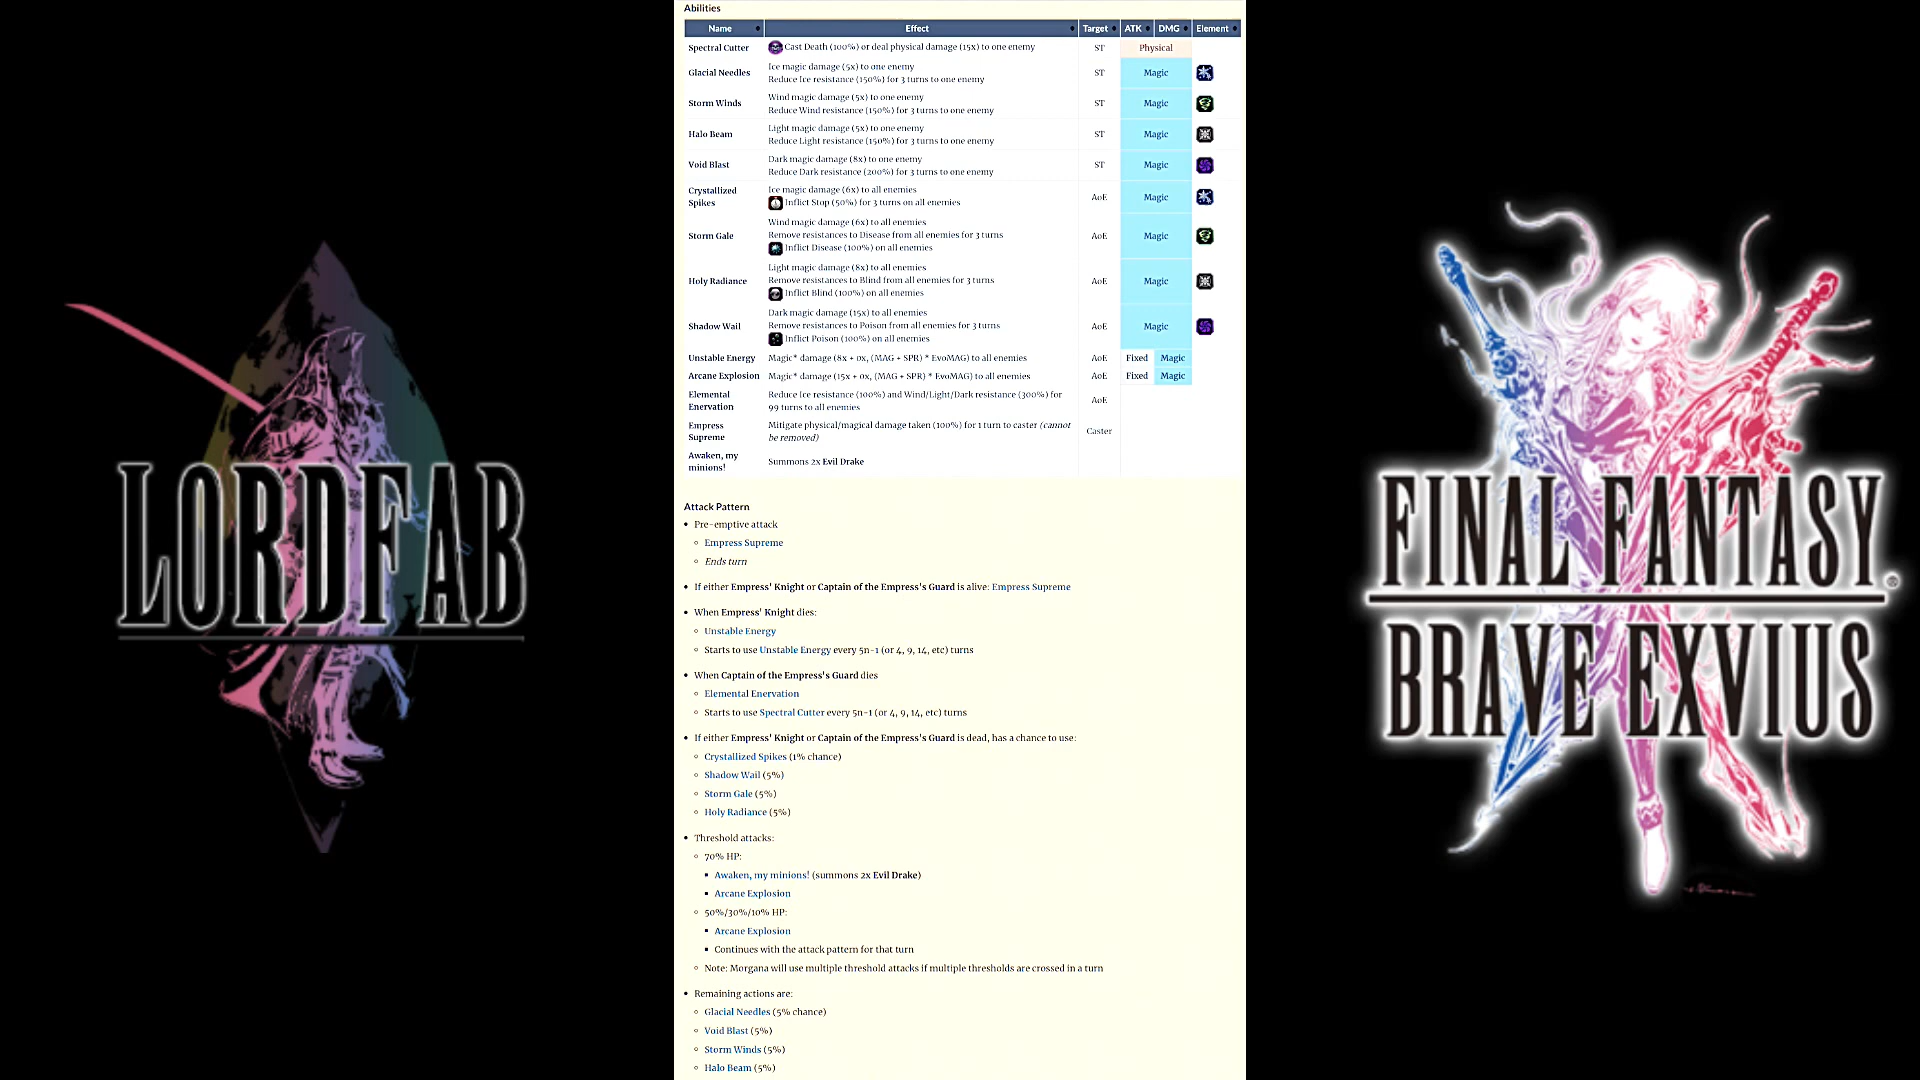 Abilities
Name Effect Target ATK DMG Element
Spectral Cutter Cast Death (100%) or deal physical damage (15x) to one enemy ST Physical
Glacial Needles Ice magic damage (5x) to one enemy ST Magic
Reduce Ice resistance (150%) for 3 turns to one enemy
Storm Winds Wind magic damage (5x) to one enemy ST Magic
Reduce Wind resistance (150%) for 3 turns to one enemy
Halo Beam Light magic damage (5x) to one enemy ST Magic
Reduce Light resistance (150%) for 3 turns to one enemy
Void Blast Dark magic damage (8x) to one enemy ST Magic
Reduce Dark resistance (200%) for 3 turns to one enemy
Crystallized Spikes Ice magic damage (6x) to all enemies AoE Magic
Inflict Stop (50%) for 3 turns on all enemies
Storm Gale Wind magic damage (6x) to all enemies AoE Magic
Remove resistances to Disease from all enemies for 3 turns
Inflict Disease (100%) on all enemies
Holy Radiance Light magic damage (8x) to all enemies AoE Magic
Remove resistances to Blind from all enemies for 3 turns
Inflict Blind (100%) on all enemies
Shadow Wail Dark magic damage (15x) to all enemies AoE Magic
Remove resistances to Poison from all enemies for 3 turns
Inflict Poison (100%) on all enemies
Unstable Energy Magic* damage (8x + 0x, (MAG + SPR) * EvoMAG) to all enemies AoE Fixed Magic
Arcane Explosion Magic* damage (15x + 0x, (MAG + SPR) * EvoMAG) to all enemies AoE Fixed Magic
Elemental Enervation Reduce Ice resistance (100%) and Wind/Light/Dark resistance (300%) for AoE
99 turns to all enemies
Empress Supreme Mitigate physical/magical damage taken (100%) for 1 turn to caster (cannot Caster
be removed)
Awaken, my minions! Summons 2x Evil Drake
Attack Pattern
Pre-emptive attack
Empress Supreme
Ends turn
If either Empress' Knight or Captain of the Empress's Guard is alive: Empress Supreme
When Empress' Knight dies:
Unstable Energy
Starts to use Unstable Energy every 5n-1 (or 4, 9, 14, etc) turns
When Captain of the Empress's Guard dies
Elemental Enervation
Starts to use Spectral Cutter every 5n-1 (or 4, 9, 14, etc) turns
If either Empress' Knight or Captain of the Empress's Guard is dead, has a chance to use:
Crystallized Spikes (1% chance)
Shadow Wail (5%)
Storm Gale (5%)
Holy Radiance (5%)
Threshold attacks:
70% HP:
Awaken, my minions! (summons 2x Evil Drake)
Arcane Explosion
50%/30%/10% HP:
Arcane Explosion
Continues with the attack pattern for that turn
Note: Morgana will use multiple threshold attacks if multiple thresholds are crossed in a turn
Remaining actions are:
Glacial Needles (5% chance)
Void Blast (5%)
Storm Winds (5%)
Halo Beam (5%)
LORDFAB
FINAL FANTASY®
BRAVE EXVIUS